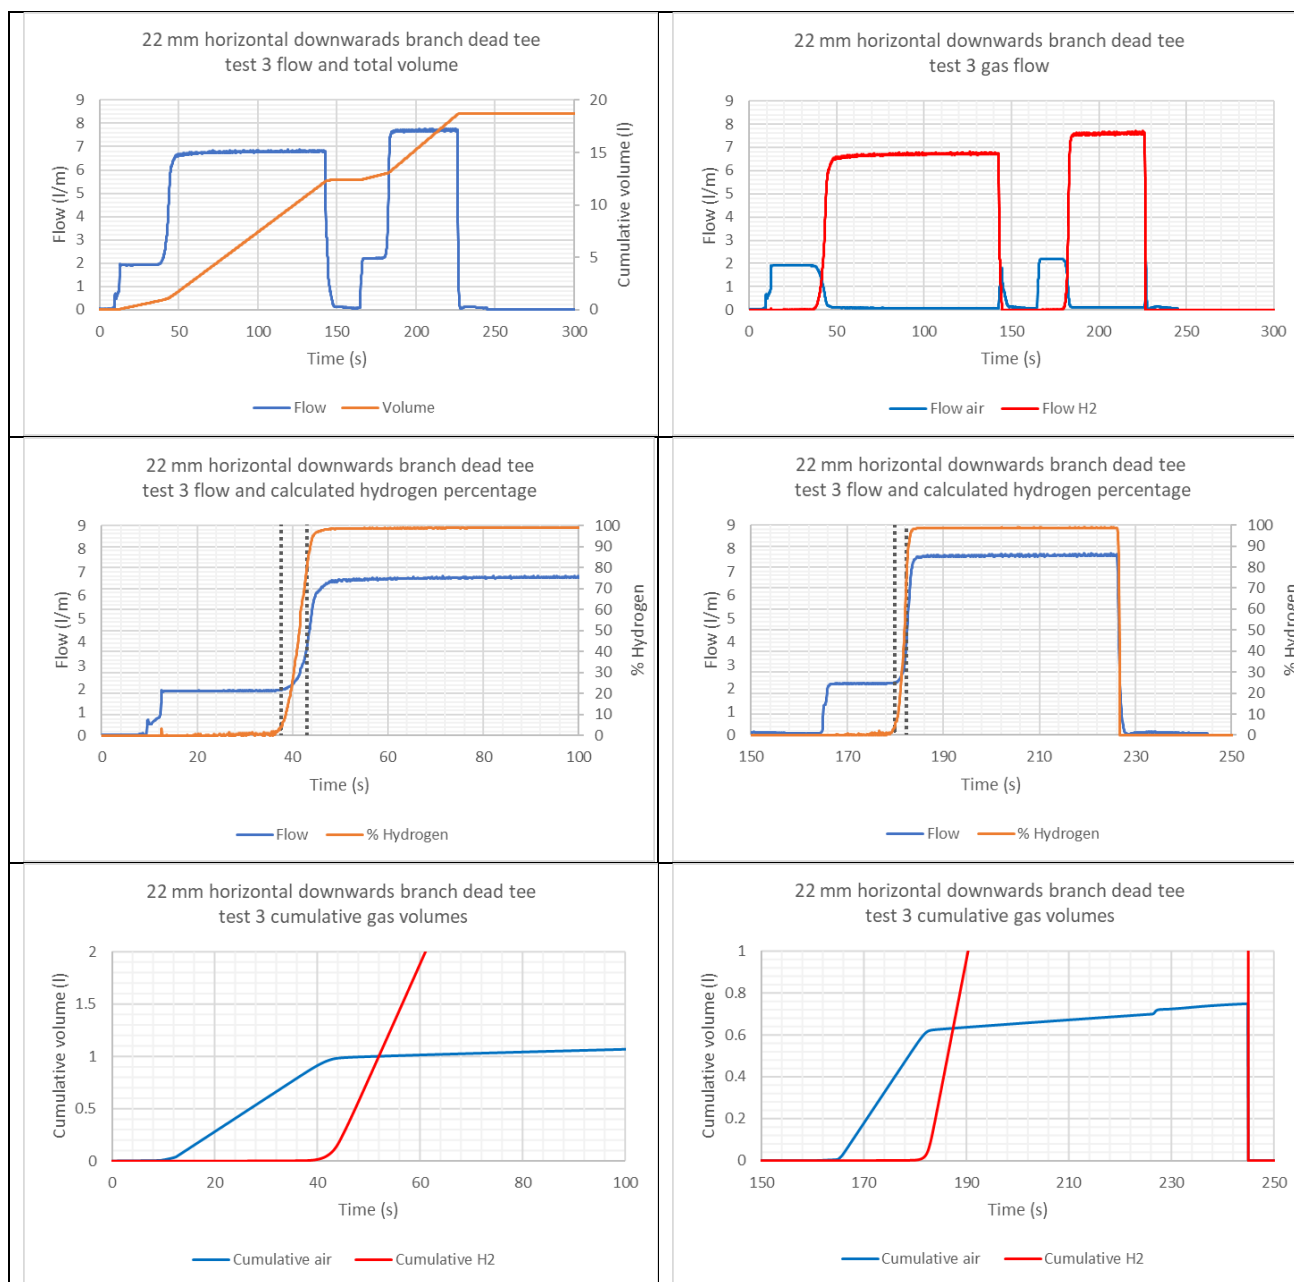 22 mm horizontal downwarads branch dead tee
test 3 flow and total volume
9
8
7
6
5
4
3
2
1
0
Flow (l/m)
20
15
10
5
0
Cumulative volume (l)
0 50 100 150 200 250 300
Time (s)
Flow Volume
22 mm horizontal downwards branch dead tee
test 3 gas flow
9
8
7
6
5
4
3
2
1
0
Flow (l/m)
0 50 100 150 200 250 300
Time (s)
Flow air Flow H2
22 mm horizontal downwards branch dead tee
test 3 flow and calculated hydrogen percentage
9
8
7
6
5
4
3
2
1
0
Flow (l/m)
100
90
80
70
60
50
40
30
20
10
0
% Hydrogen
0 20 40 60 80 100
Time (s)
Flow % Hydrogen
22 mm horizontal downwards branch dead tee
test 3 flow and calculated hydrogen percentage
9
8
7
6
5
4
3
2
1
0
Flow (l/m)
100
90
80
70
60
50
40
30
20
10
0
% Hydrogen
150 170 190 210 230 250
Time (s)
Flow % Hydrogen
22 mm horizontal downwards branch dead tee
test 3 cumulative gas volumes
2
1.5
1
0.5
0
Cumulative volume (l)
0 20 40 60 80 100
Time (s)
Cumulative air Cumulative H2
22 mm horizontal downwards branch dead tee
test 3 cumulative gas volumes
1
0.8
0.6
0.4
0.2
0
Cumulative volume (l)
150 170 190 210 230 250
Time (s)
Cumulative air Cumulative H2